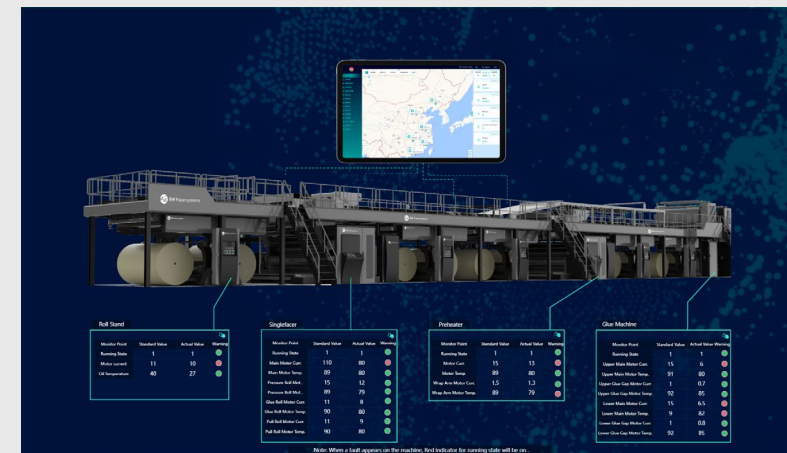 BW Papersystems
BW Papersystems
Roll Stand
Monitor Point Standard Value Actual Value Warning
Running State 1 1
Motor current 11 10
Oil Temperature 40 27
Singlefacer
Monitor Point Standard Value Actual Value Warning
Running State 1 1
Main Motor Curr. 110 80
Main Motor Temp. 89 80
Pressure Roll Mot... 15 12
Pressure Roll Mot... 89 79
Glue Roll Motor Curr. 11 8
Glue Roll Motor Temp. 90 80
Pull Roll Motor Curr. 11 9
Pull Roll Motor Temp. 90 80
Preheater
Monitor Point Standard Value Actual Value Warning
Running State 1 1
Motor Curr. 15 13
Motor Temp. 89 80
Wrap Arm Motor Curr. 1.5 1.3
Wrap Arm Motor Temp. 89 79
Glue Machine
Monitor Point Standard Value Actual Value Warning
Running State 1 1
Upper Main Motor Curr. 15 6
Upper Main Motor Temp. 91 80
Upper Glue Gap Motor Curr. 1 0.7
Upper Glue Gap Motor Temp. 92 85
Lower Main Motor Curr. 15 6.5
Lower Main Motor Temp. 9 82
Lower Glue Gap Motor Curr. 1 0.8
Lower Glue Gap Motor Temp. 92 85
Note: When a fault appears on the machine, Red Indicator for running state will be on .